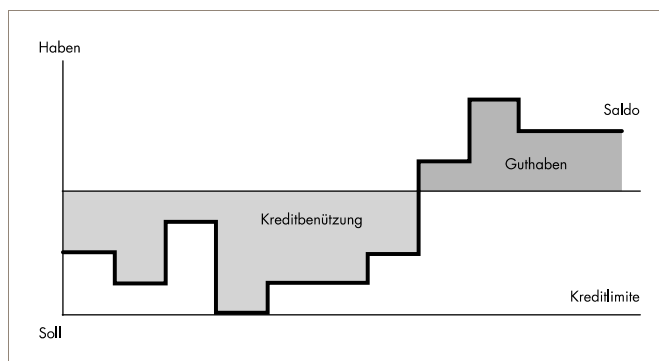 Haben
Saldo
Guthaben
Kreditbenützung
Kreditlimite
Soll